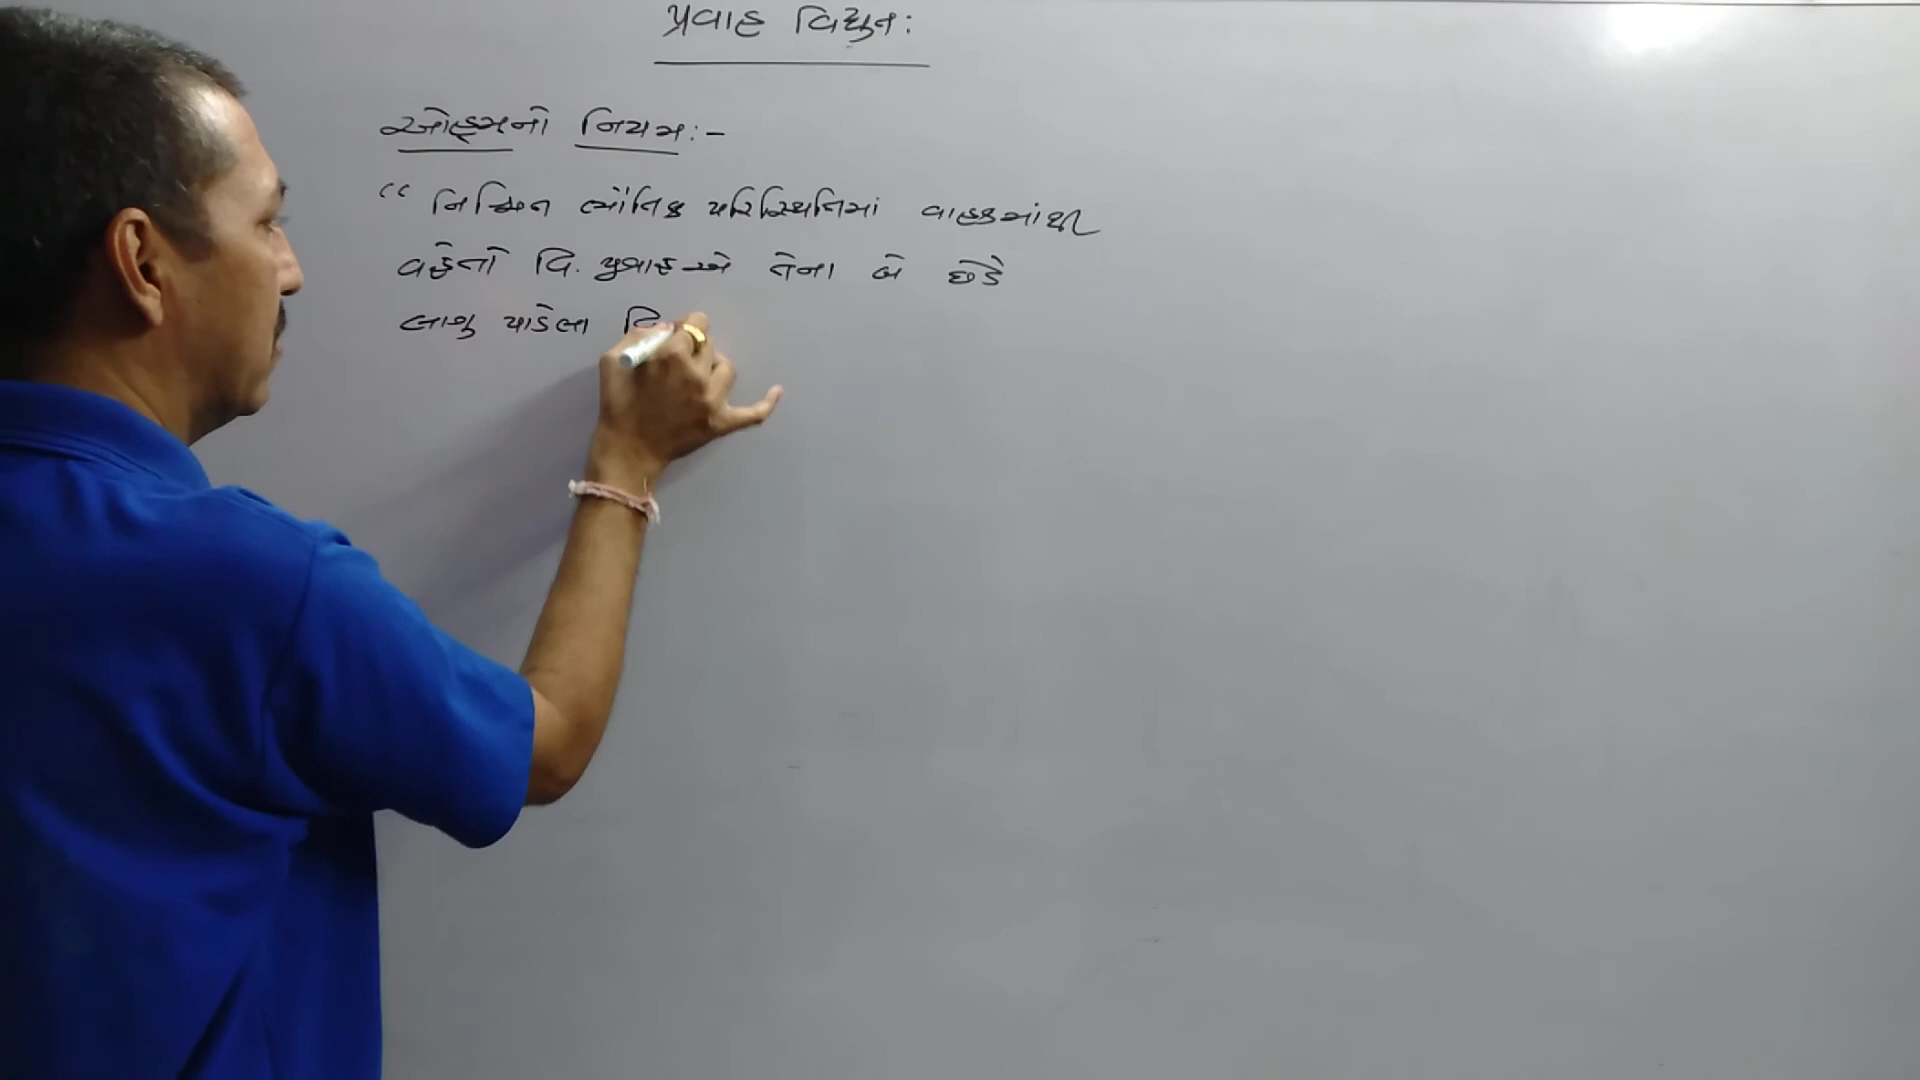 પ્રવાહ વિદ્યુત:
ઓહ્મનો નિયમ:-
“નિશ્ચિત ભૌતિક પરિસ્થિતિમાં વાહકમાંથી
વહેતો વિ. પ્રવાહ એ તેના બે છેડે
લાગુ પાડેલા વિ